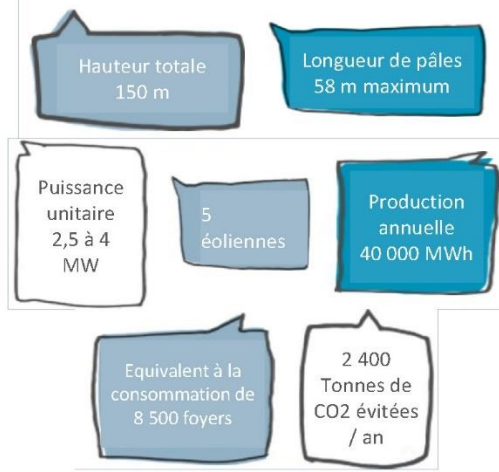 Hauteur totale
150 m
Longueur de pâles
58 m maximum
Puissance
unitaire
2,5 à 4
MW
5
éoliennes
Production
annuelle
40 000 MWh
Equivalent à la
consommation de
8 500 foyers
2 400
Tonnes de
CO2 évitées
/ an